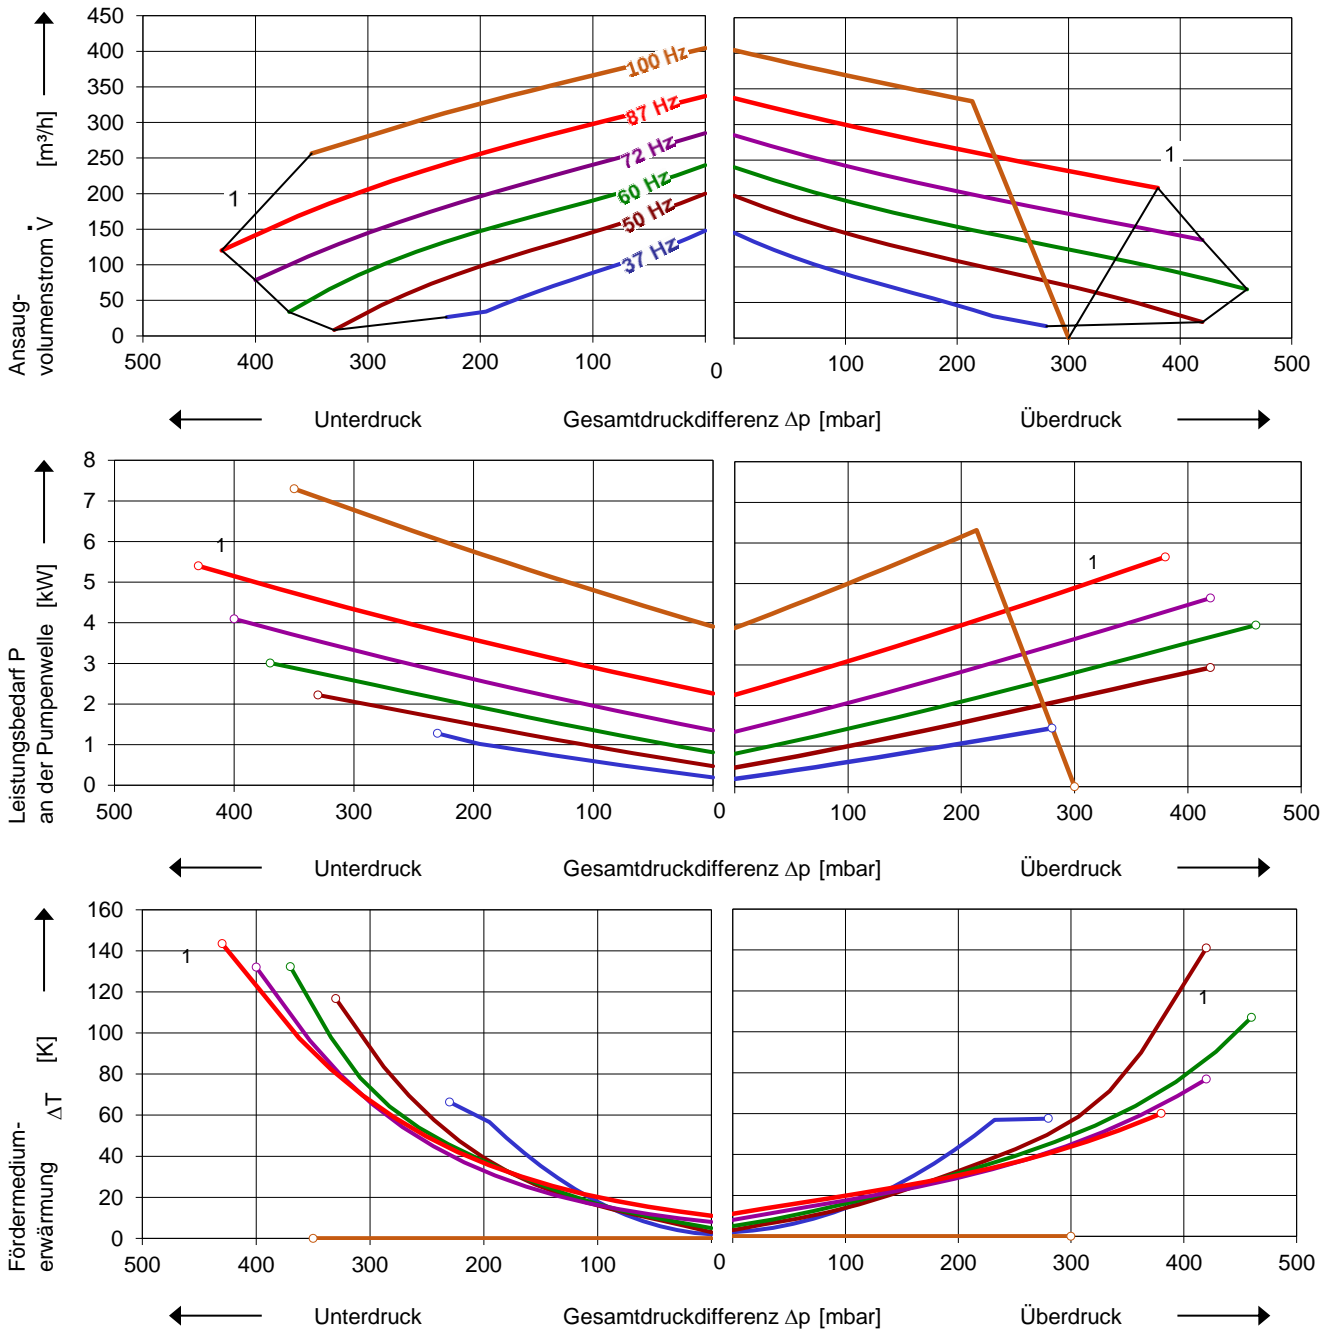 450
400
350
300
250
200
150
100
50
0
Ansaug-
volumenstrom V̇ [m³/h]
100 Hz
87 Hz
72 Hz
60 Hz
50 Hz
37 Hz
1
1
500 400 300 200 100 0 100 200 300 400 500
Unterdruck Gesamtdruckdifferenz Δp [mbar] Überdruck
8
7
6
5
4
3
2
1
0
Leistungsbedarf P
an der Pumpenwelle [kW]
1
1
500 400 300 200 100 0 100 200 300 400 500
Unterdruck Gesamtdruckdifferenz Δp [mbar] Überdruck
160
140
120
100
80
60
40
20
0
Fördermedium-
erwärmung ΔT [K]
1
1
500 400 300 200 100 0 100 200 300 400 500
Unterdruck Gesamtdruckdifferenz Δp [mbar] Überdruck